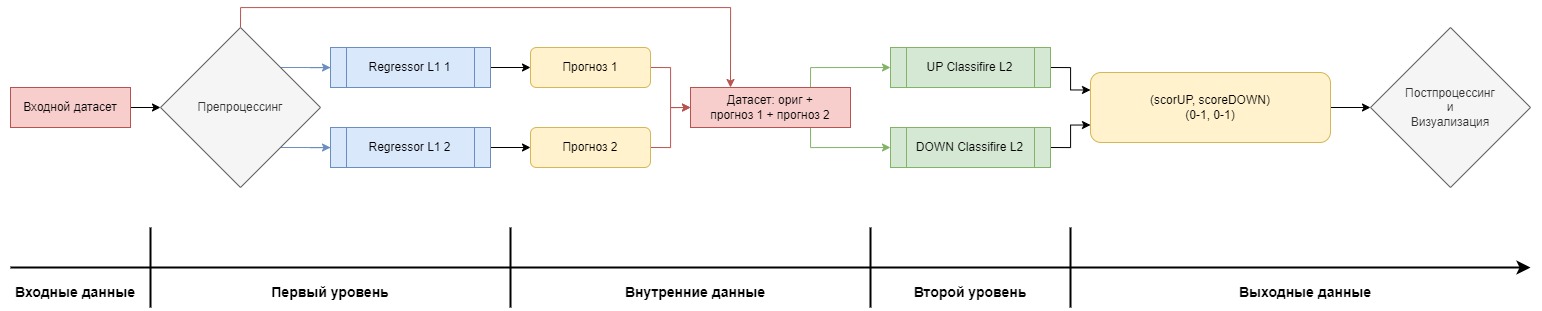 Входной датасет
Препроцессинг
Regressor L1 1
Regressor L1 2
Прогноз 1
Прогноз 2
Датасет: ориг +
прогноз 1 + прогноз 2
UP Classifire L2
DOWN Classifire L2
(scorUP, scoreDOWN)
(0-1, 0-1)
Постпроцессинг
и
Визуализация
Входные данные
Первый уровень
Внутренние данные
Второй уровень
Выходные данные